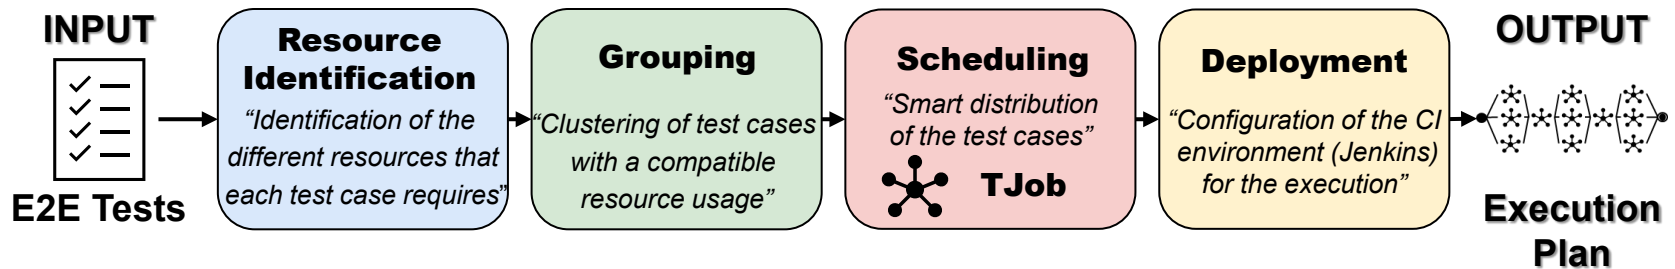 INPUT
E2E Tests
Resource
Identification
“Identification of the
different resources that
each test case requires”
Grouping
“Clustering of test cases
with a compatible
resource usage”
Scheduling
“Smart distribution
of the test cases”
TJob
Deployment
“Configuration of the CI
environment (Jenkins)
for the execution”
OUTPUT
Execution
Plan